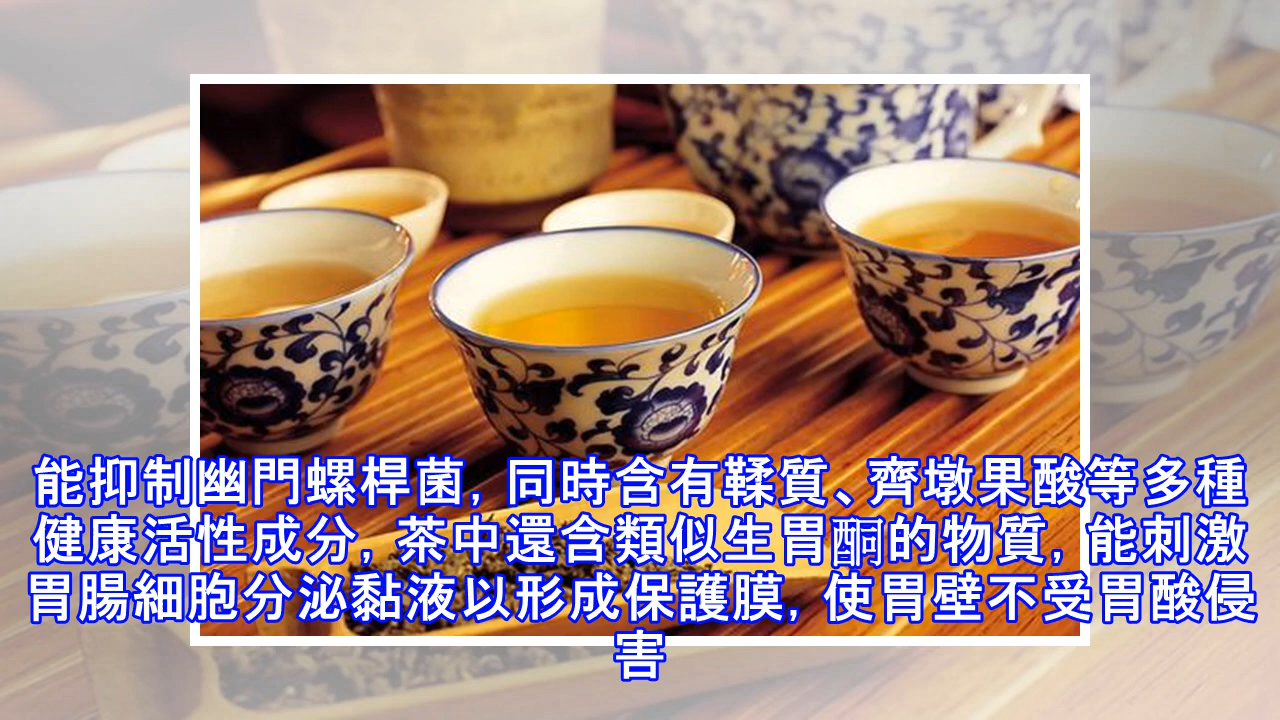 能抑制幽門螺桿菌, 同時含有鞣質、齊墩果酸等多種
健康活性成分, 茶中還含類似生胃酮的物質, 能刺激
胃腸細胞分泌黏液以形成保護膜, 使胃壁不受胃酸侵
害